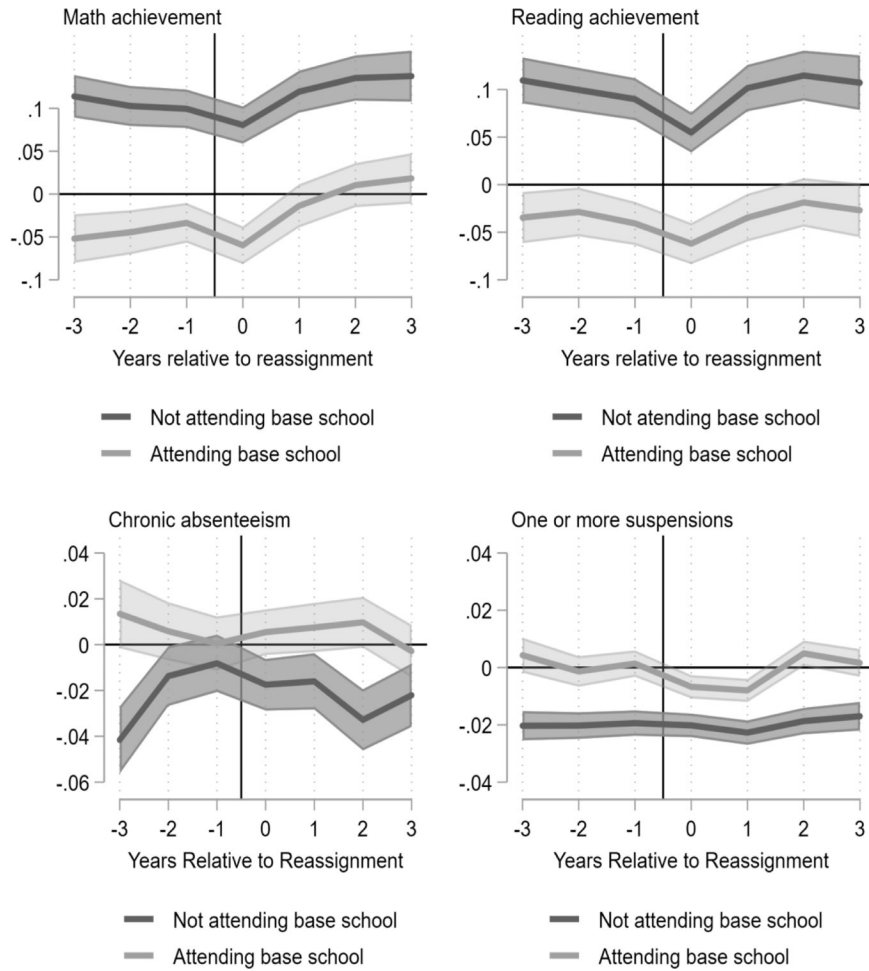 Math achievement
.1
.05
0
-.05
-.1
-3 -2 -1 0 1 2 3
Years relative to reassignment
Not attending base school
Attending base school
Reading achievement
.1
.05
0
-.05
-.1
-3 -2 -1 0 1 2 3
Years relative to reassignment
Not atending base school
Attending base school
Chronic absenteeism
.04
.02
0
-.02
-.04
-.06
-3 -2 -1 0 1 2 3
Years Relative to Reassignment
Not attending base school
Attending base school
One or more suspensions
.04
.02
0
-.02
-.04
-3 -2 -1 0 1 2 3
Years Relative to Reassignment
Not attending base school
Attending base school